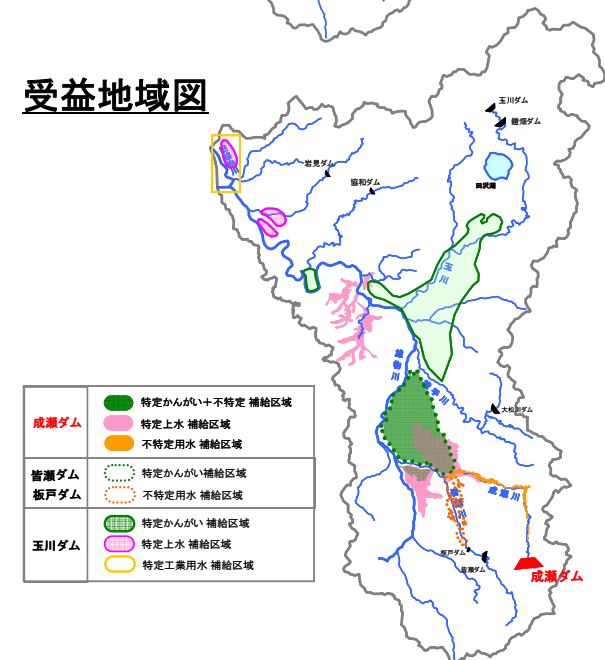 受益地域図
玉川ダム
鎧畑ダム
岩見ダム
協和ダム
田沢湖
玉川
雄物川
大松川ダム
成瀬川
板戸ダム
皆瀬ダム
成瀬ダム
成瀬ダム
特定かんがい＋不特定 補給区域
特定上水 補給区域
不特定用水 補給区域
皆瀬ダム
板戸ダム
特定かんがい補給区域
不特定用水 補給区域
玉川ダム
特定かんがい 補給区域
特定上水 補給区域
特定工業用水 補給区域